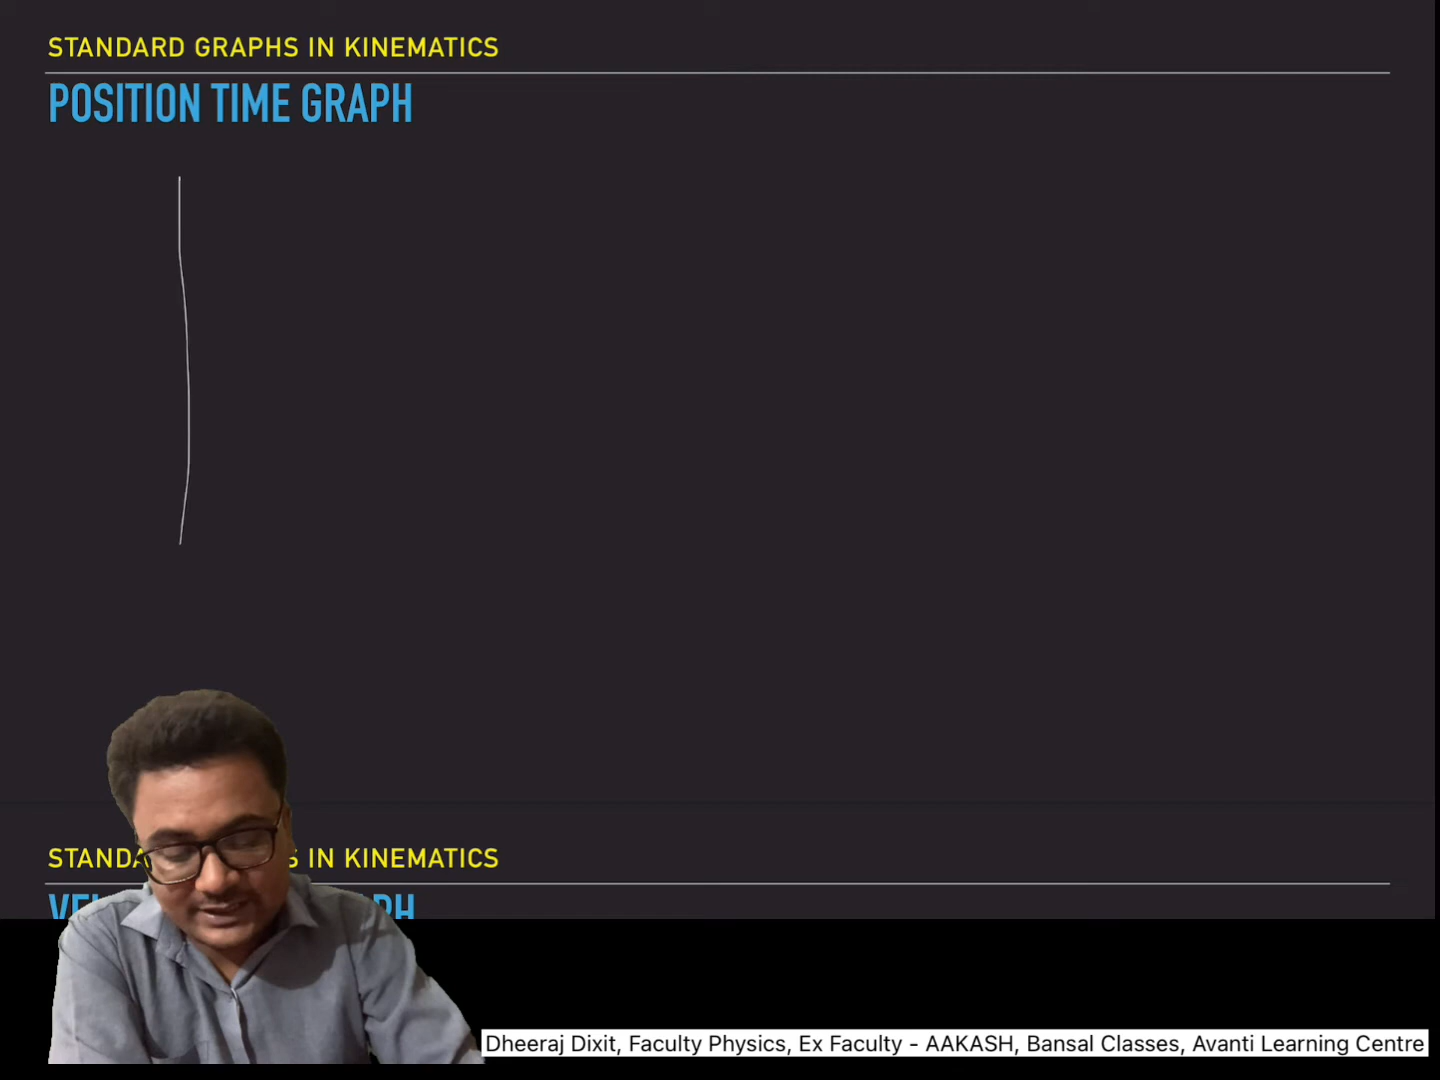 STANDARD GRAPHS IN KINEMATICS
POSITION TIME GRAPH
IN KINEMATICS
Dheeraj Dixit, Faculty Physics, Ex Faculty - AAKASH, Bansal Classes, Avanti Learning Centre